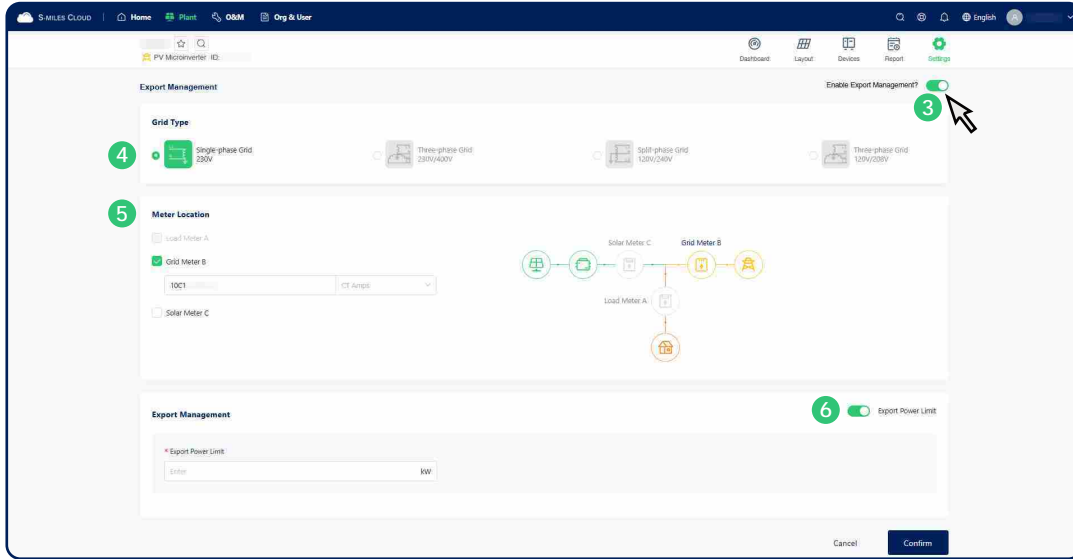 S-MILES CLOUD Home Plant O&M Org & User English A
PV Microinverter ID:
Dashboard Layout Devices Report Settings
Export Management Enable Export Management?
3
Grid Type
4 Single-phase Grid Three-phase Grid Split-phase Grid Three-phase Grid
230V 230V/400V 120V/240V 120V/208V
5 Meter Location
Load Meter A
Solar Meter C Grid Meter B
Grid Meter B
10C1 CT Amps
Load Meter A
Solar Meter C
Export Management 6 Export Power Limit
* Export Power Limit
Enter kW
Cancel Confirm